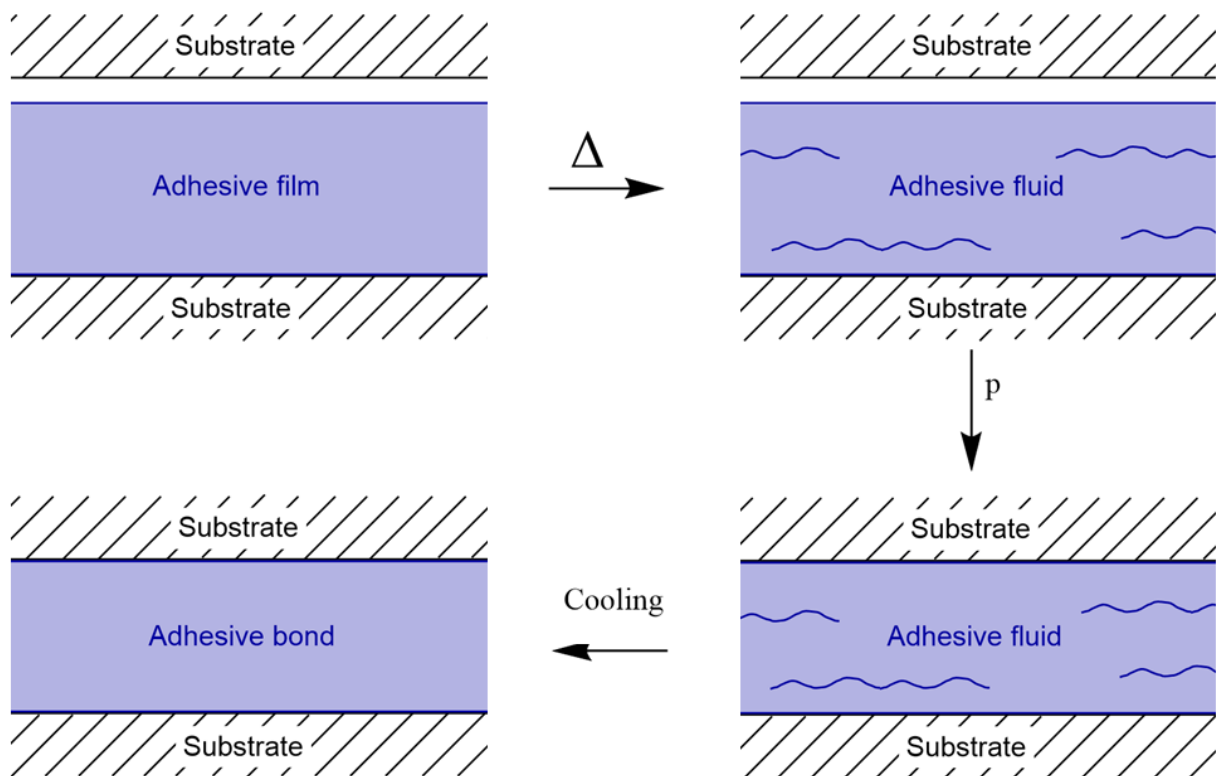 Substrate
Substrate
Adhesive film
Δ
Adhesive fluid
Substrate
Substrate
p
Substrate
Substrate
Cooling
Adhesive bond
Adhesive fluid
Substrate
Substrate